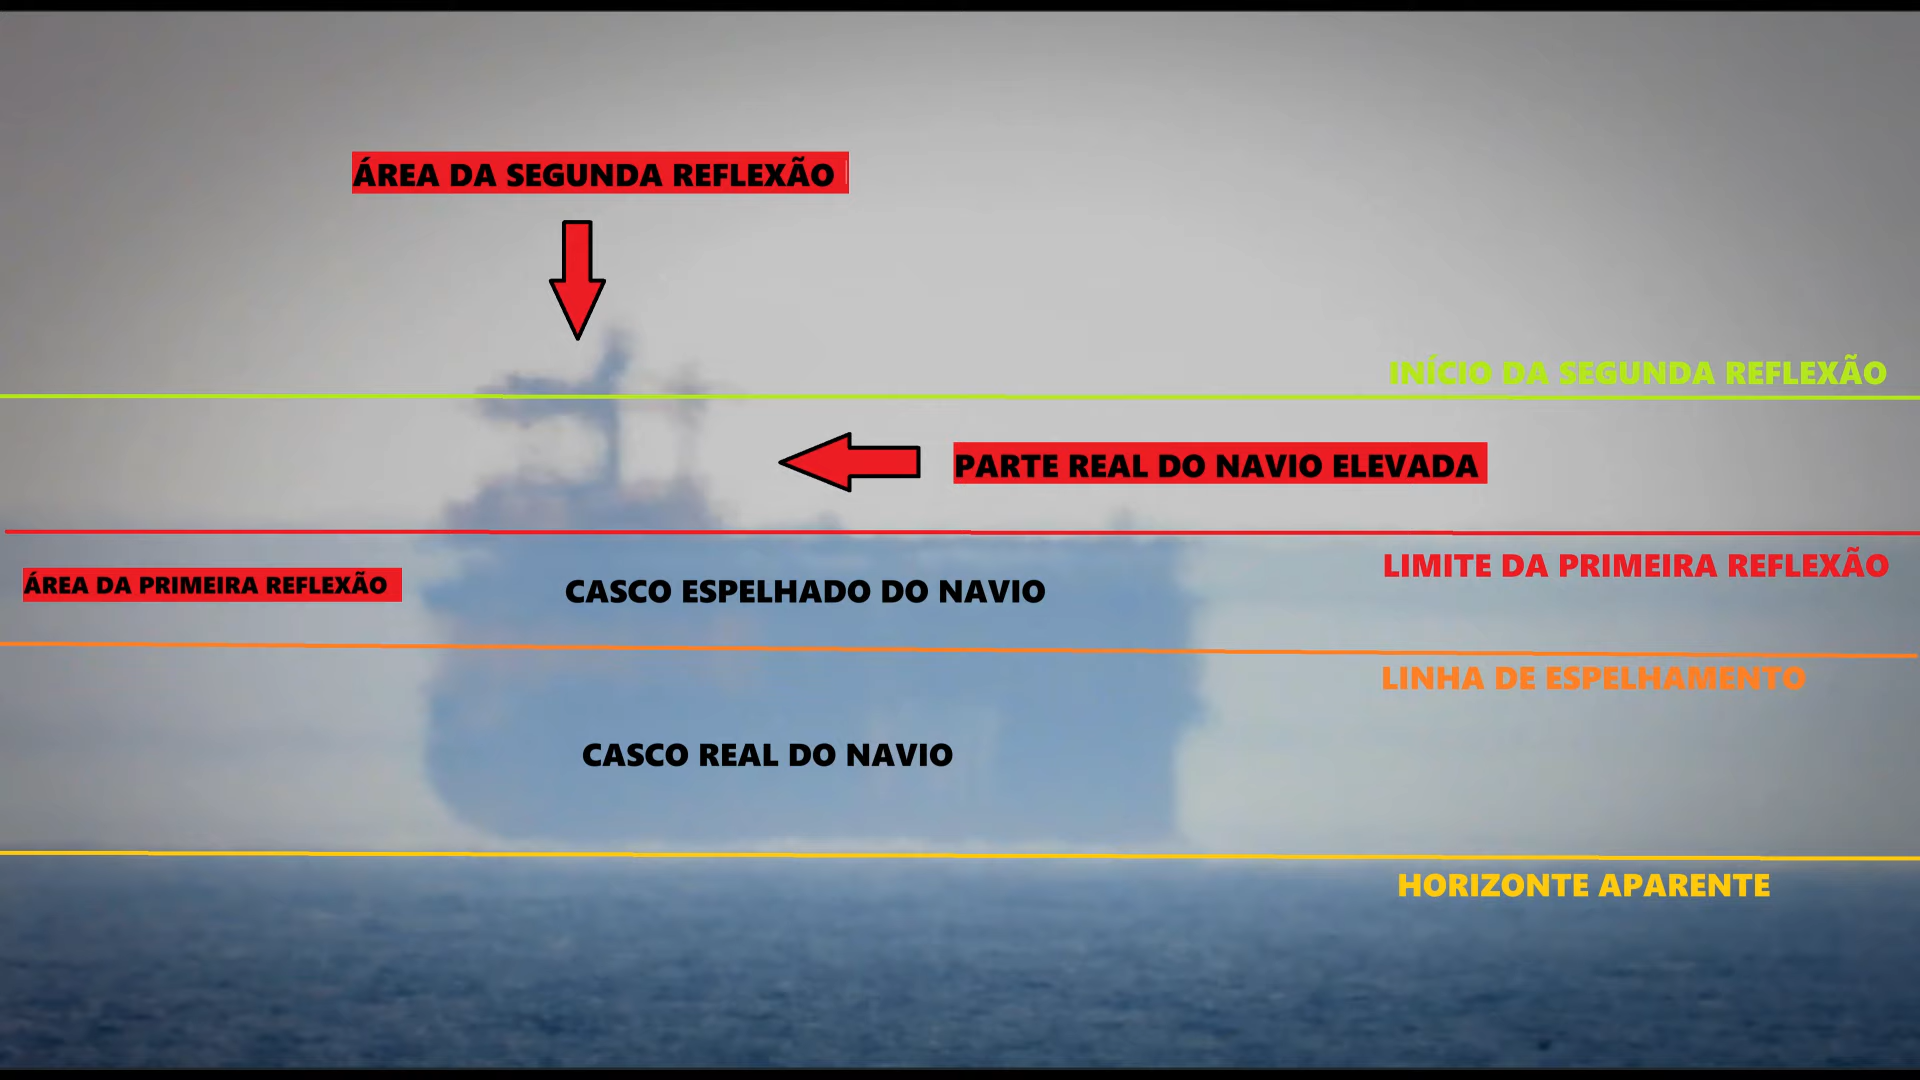 ÁREA DA SEGUNDA REFLEXÃO
INÍCIO DA SEGUNDA REFLEXÃO
PARTE REAL DO NAVIO ELEVADA
LIMITE DA PRIMEIRA REFLEXÃO
ÁREA DA PRIMEIRA REFLEXÃO
CASCO ESPELHADO DO NAVIO
LINHA DE ESPELHAMENTO
CASCO REAL DO NAVIO
HORIZONTE APARENTE